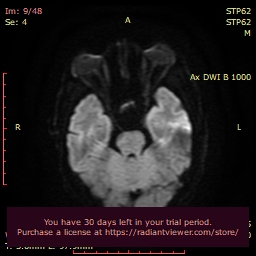 Im: 9/48
Se: 4
A
STP62
STP62
M
Ax DWI B 1000
R
L
You have 30 days left in your trial period.
Purchase a license at https://radiantviewer.com/store/